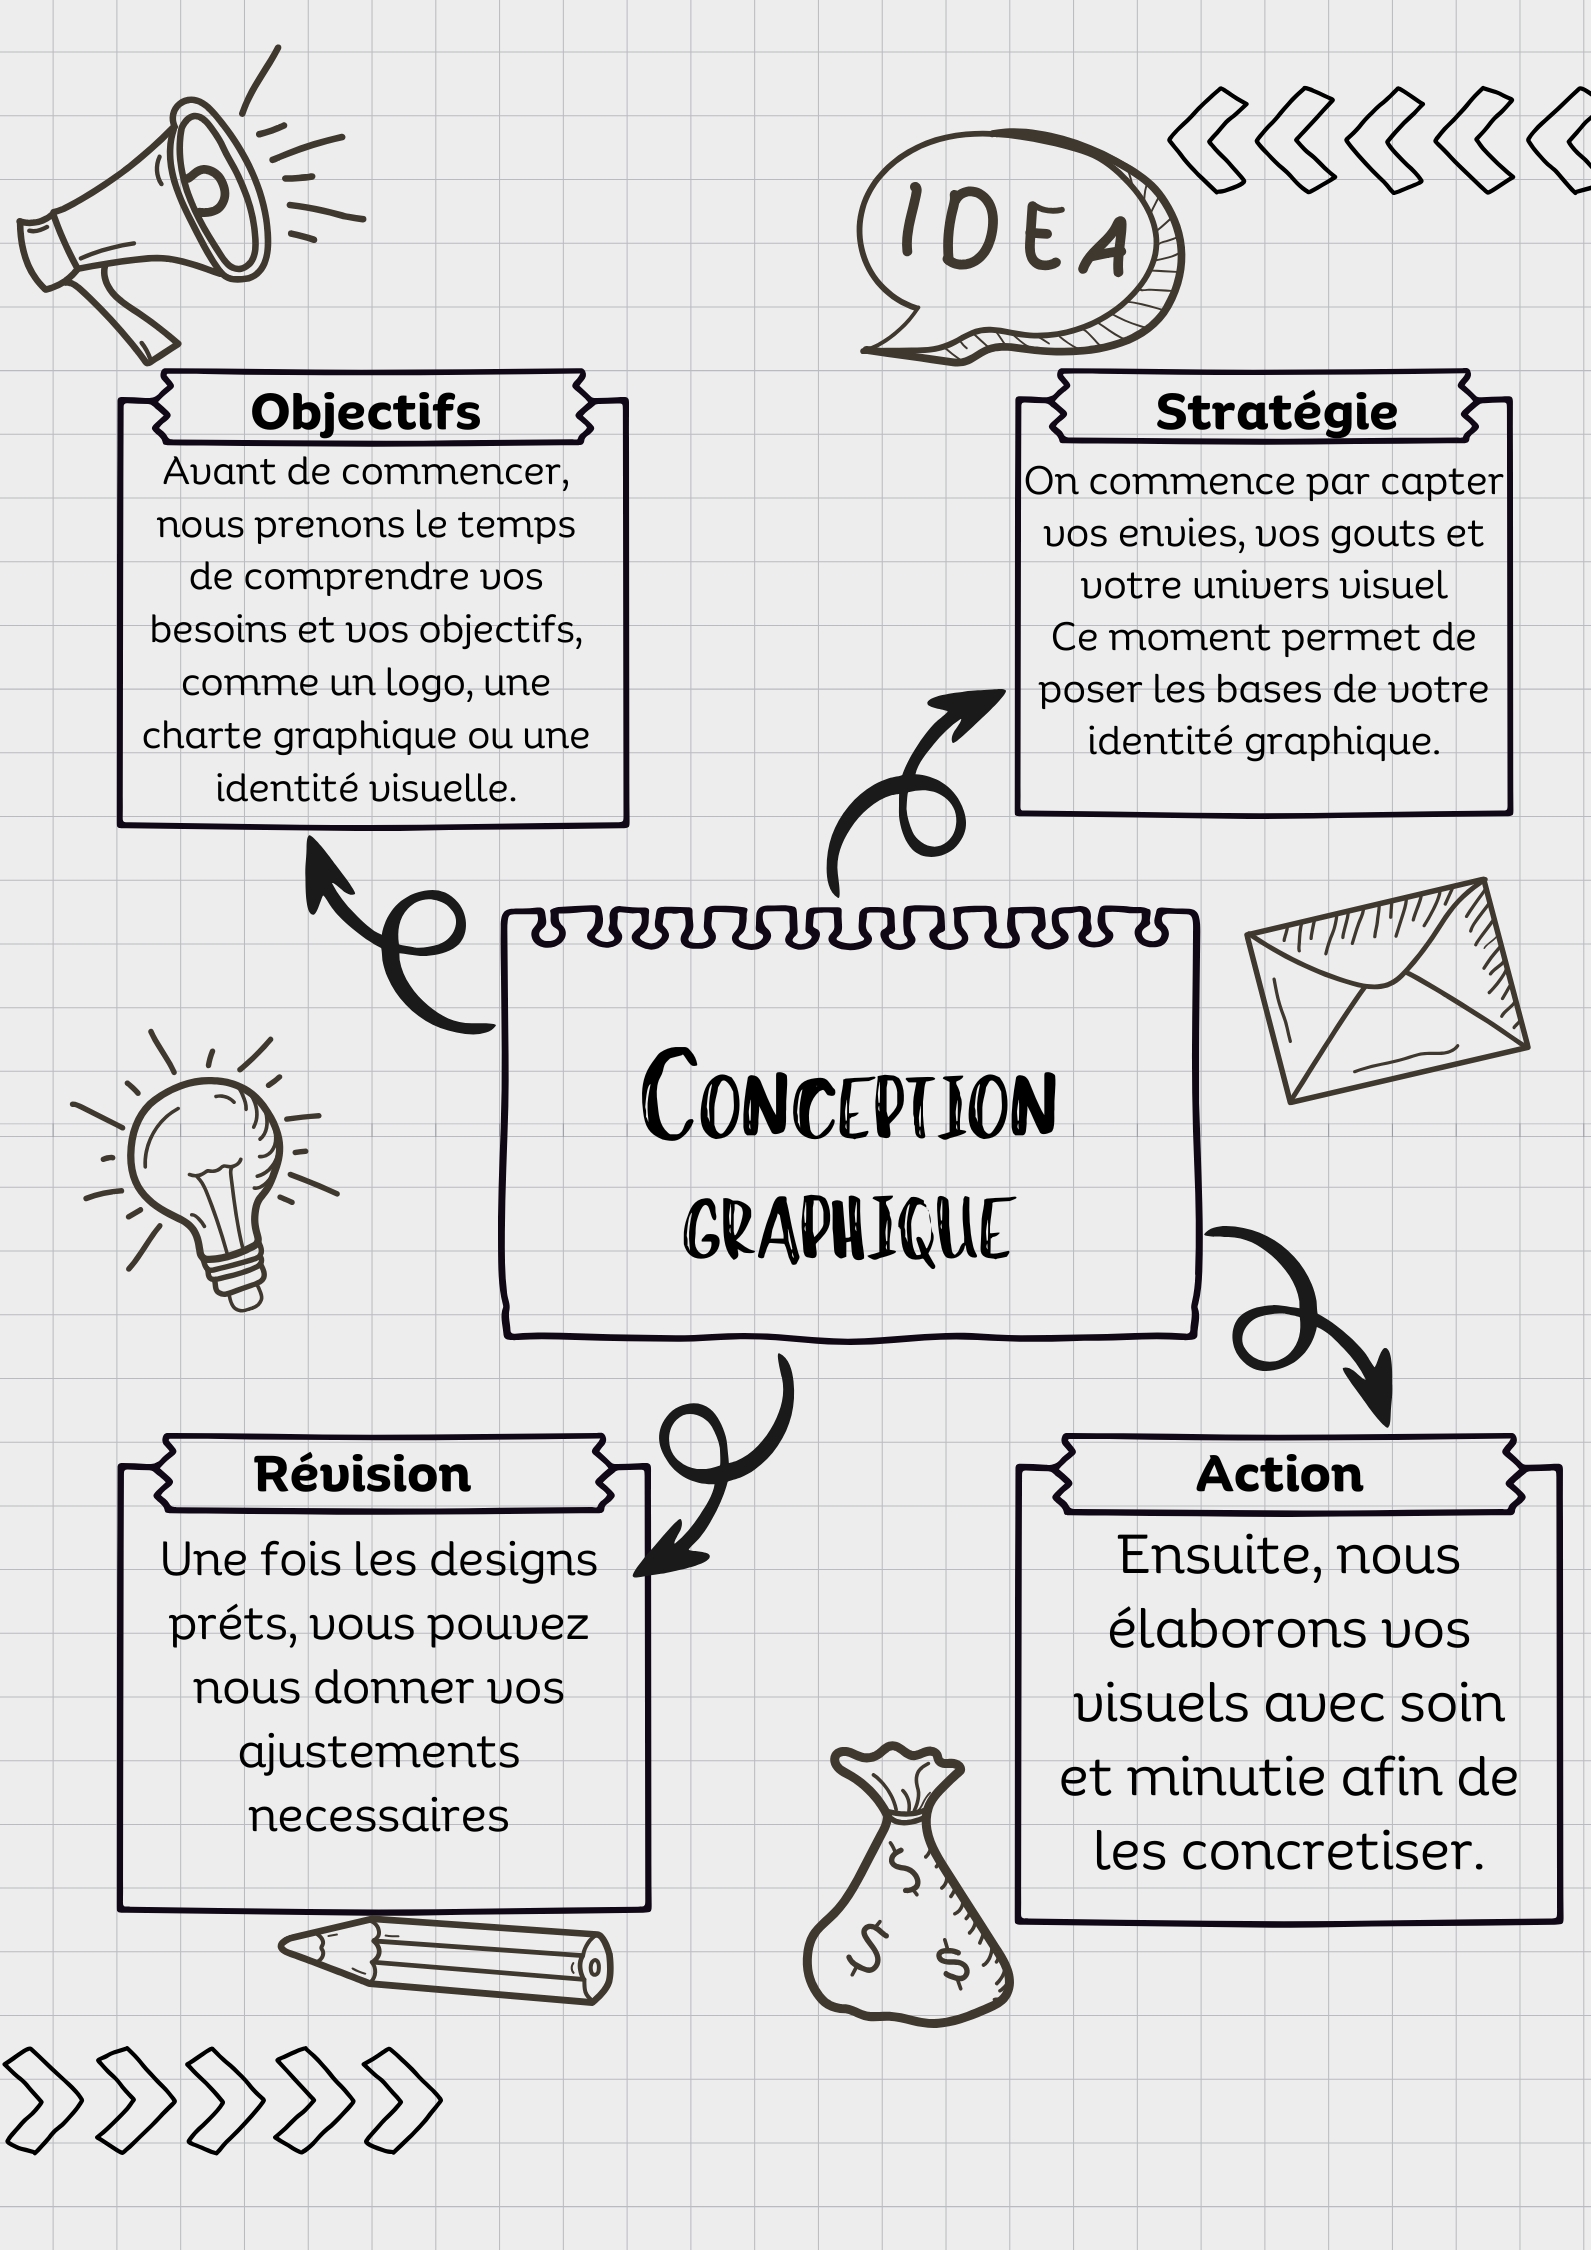 IDEA
Objectifs
Avant de commencer,
nous prenons le temps
de comprendre vos
besoins et vos objectifs,
comme un logo, une
charte graphique ou une
identité visuelle.
Stratégie
On commence par capter
vos envies, vos gouts et
votre univers visuel
Ce moment permet de
poser les bases de votre
identité graphique.
CONCEPTION
GRAPHIQUE
Révision
Une fois les designs
préts, vous pouvez
nous donner vos
ajustements
necessaires
Action
Ensuite, nous
élaborons vos
visuels avec soin
et minutie afin de
les concretiser.
$
$
$